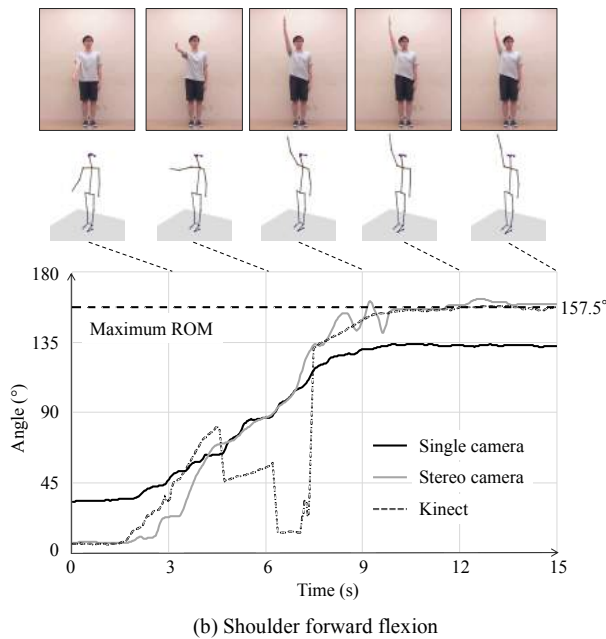 180
157.5°
Maximum ROM
135
90
Angle (°)
Single camera
Stereo camera
45
Kinect
0
0 3 6 9 12 15
Time (s)
(b) Shoulder forward flexion